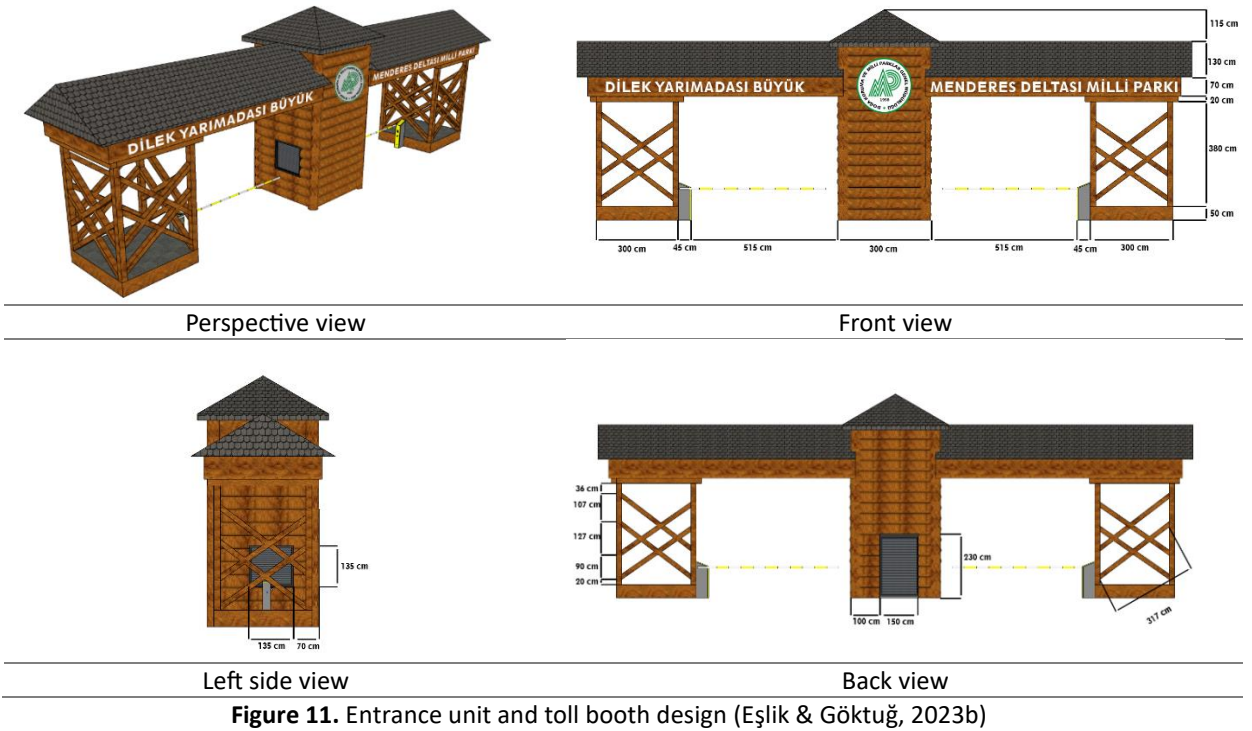 DİLEK YARIMADASI BÜYÜK
MENDERES DELTASI MİLLİ PARKI
Perspective view
115 cm
130 cm
DİLEK YARIMADASI BÜYÜK
MENDERES DELTASI MİLLİ PARKI
70 cm
20 cm
380 cm
50 cm
300 cm
45 cm
515 cm
300 cm
515 cm
45 cm
300 cm
Front view
135 cm
135 cm
70 cm
Left side view
36 cm
107 cm
127 cm
90 cm
20 cm
230 cm
100 cm
150 cm
317 cm
Back view
Figure 11. Entrance unit and toll booth design (Eşlik & Göktuğ, 2023b)